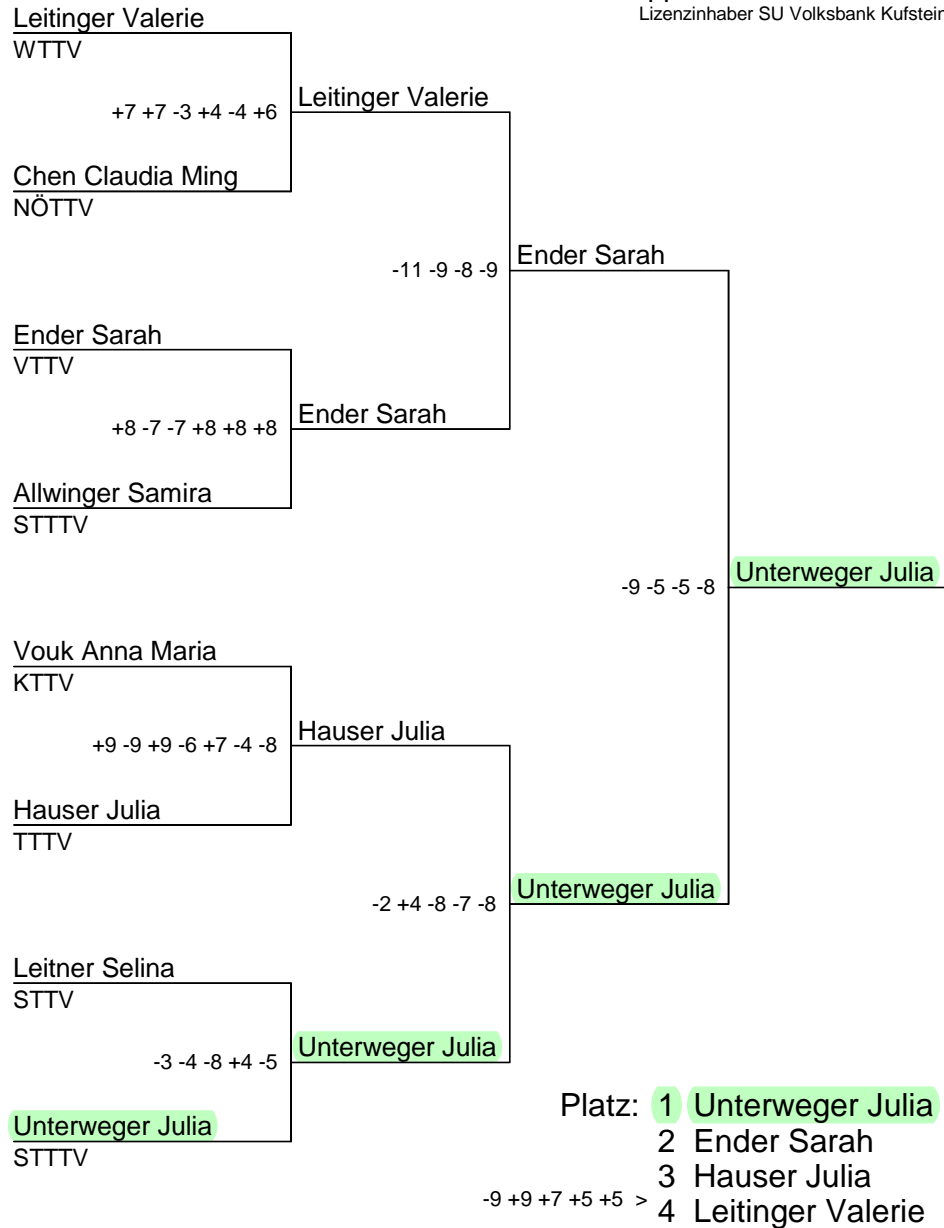 Lizenzinhaber SU Volksbank Kufstein
Leitinger Valerie
WTTV
+7 +7 -3 +4 -4 +6
Leitinger Valerie
Chen Claudia Ming
NÖTTV
-11 -9 -8 -9
Ender Sarah
Ender Sarah
VTTV
+8 -7 -7 +8 +8 +8
Ender Sarah
Allwinger Samira
STTTV
-9 -5 -5 -8
Unterweger Julia
Vouk Anna Maria
KTTV
+9 -9 +9 -6 +7 -4 -8
Hauser Julia
Hauser Julia
TTTV
-2 +4 -8 -7 -8
Unterweger Julia
Leitner Selina
STTV
-3 -4 -8 +4 -5
Unterweger Julia
Unterweger Julia
STTTV
Platz: 1 Unterweger Julia
2 Ender Sarah
3 Hauser Julia
-9 +9 +7 +5 +5 >
4 Leitinger Valerie